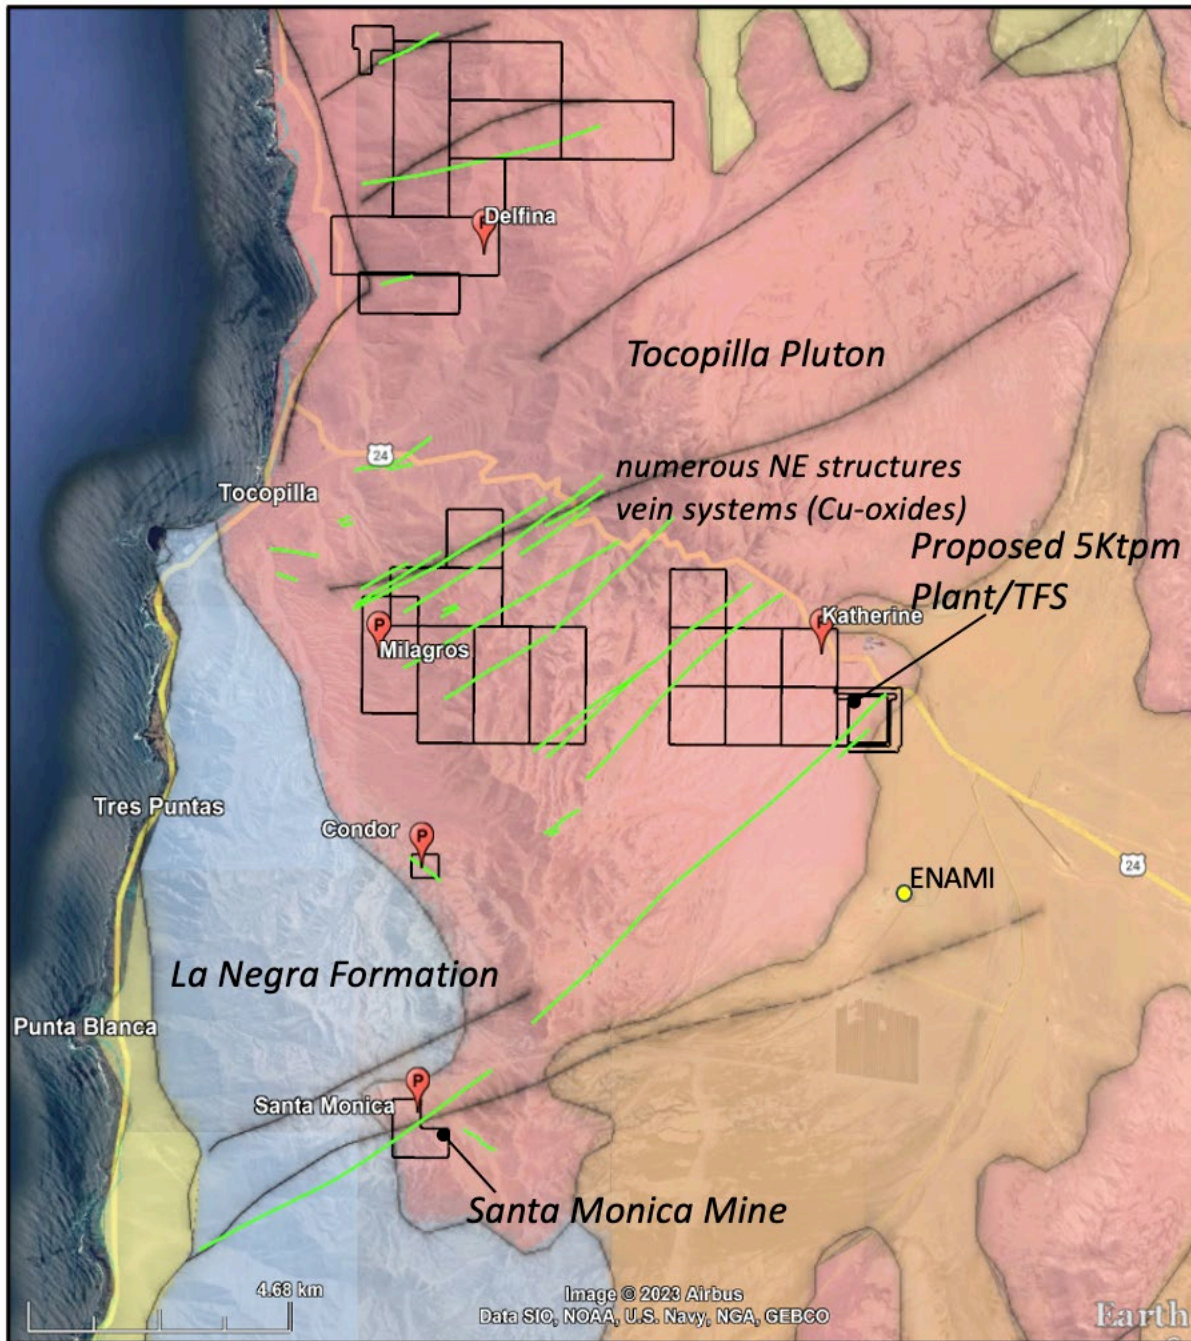 Delfina
Tocopilla Pluton
24
Tocopilla
numerous NE structures
vein systems (Cu-oxides)
Proposed 5Ktpm
Plant/TFS
Katherine
P
Milagros
Tres Puntas
Condor
P
24
ENAMI
La Negra Formation
Punta Blanca
P
Santa Monica
Santa Monica Mine
4.68 km
Image © 2023 Airbus
Data SIO, NOAA, U.S. Navy, NGA, GEBCO
Earth